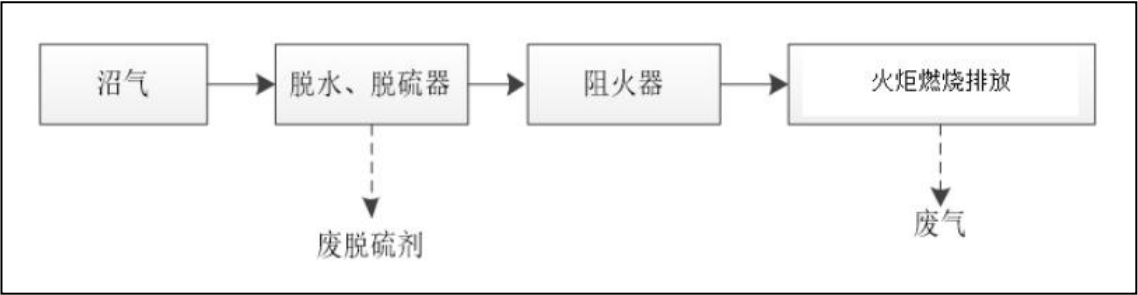 沼气
脱水、脱硫器
阻火器
火炬燃烧排放
废脱硫剂
废气